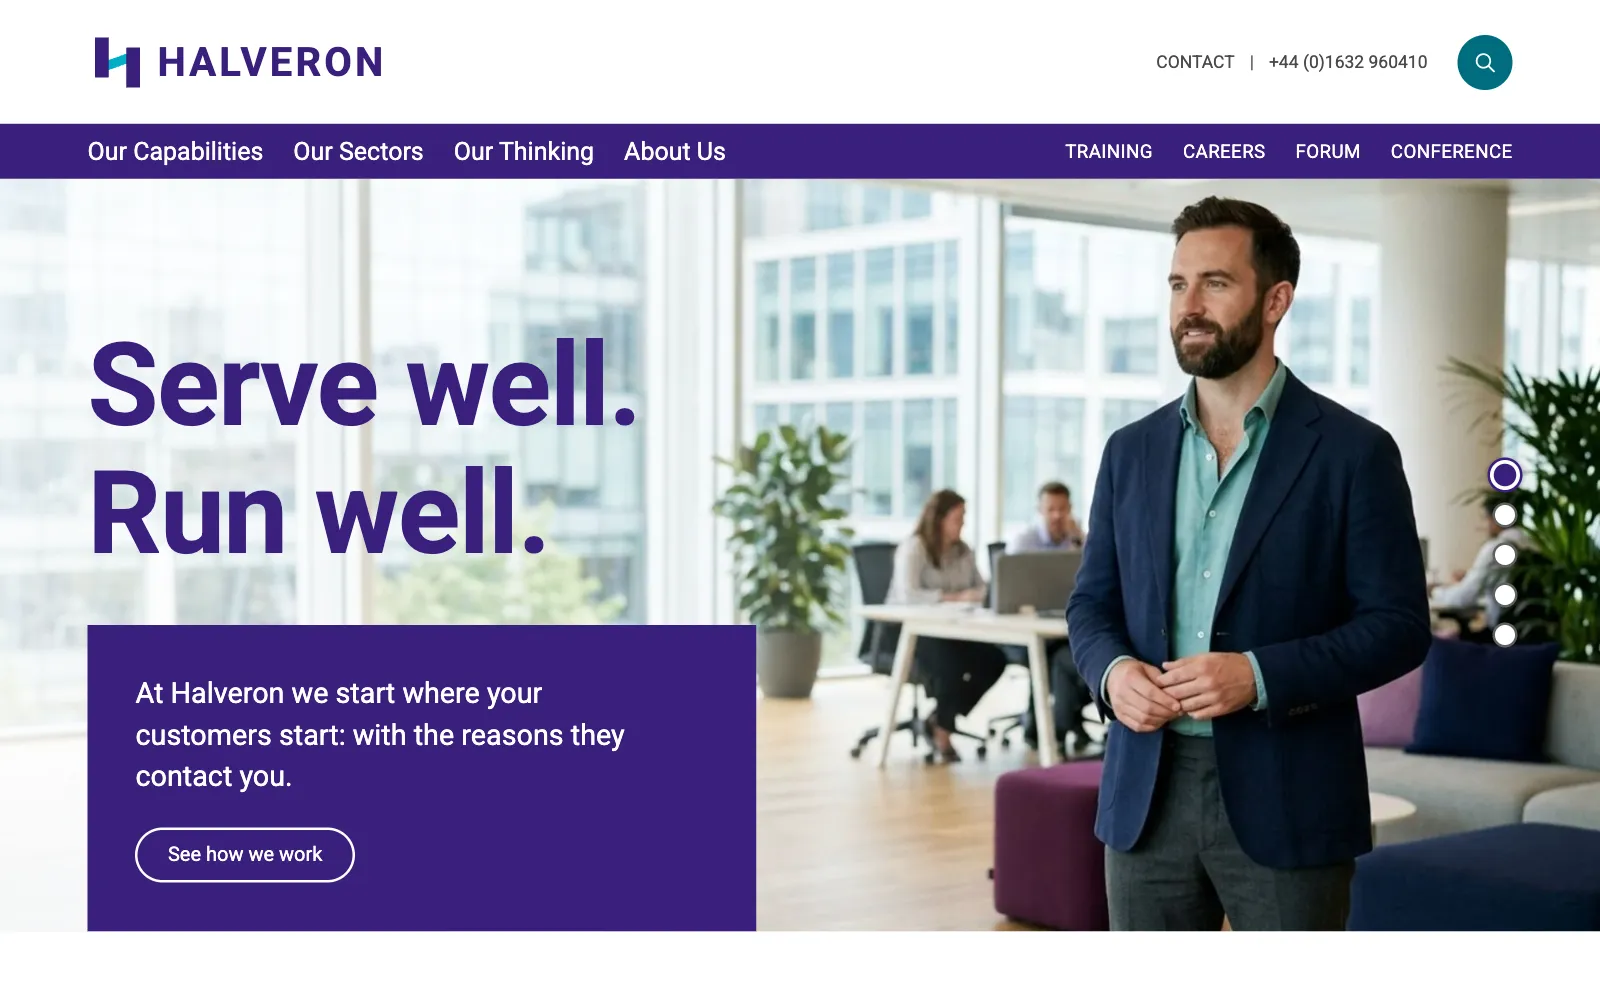 HALVERON
CONTACT | +44 (0)1632 960410
Our Capabilities Our Sectors Our Thinking About Us
TRAINING CAREERS FORUM CONFERENCE
Serve well.
Run well.
At Halveron we start where your
customers start: with the reasons they
contact you.
See how we work